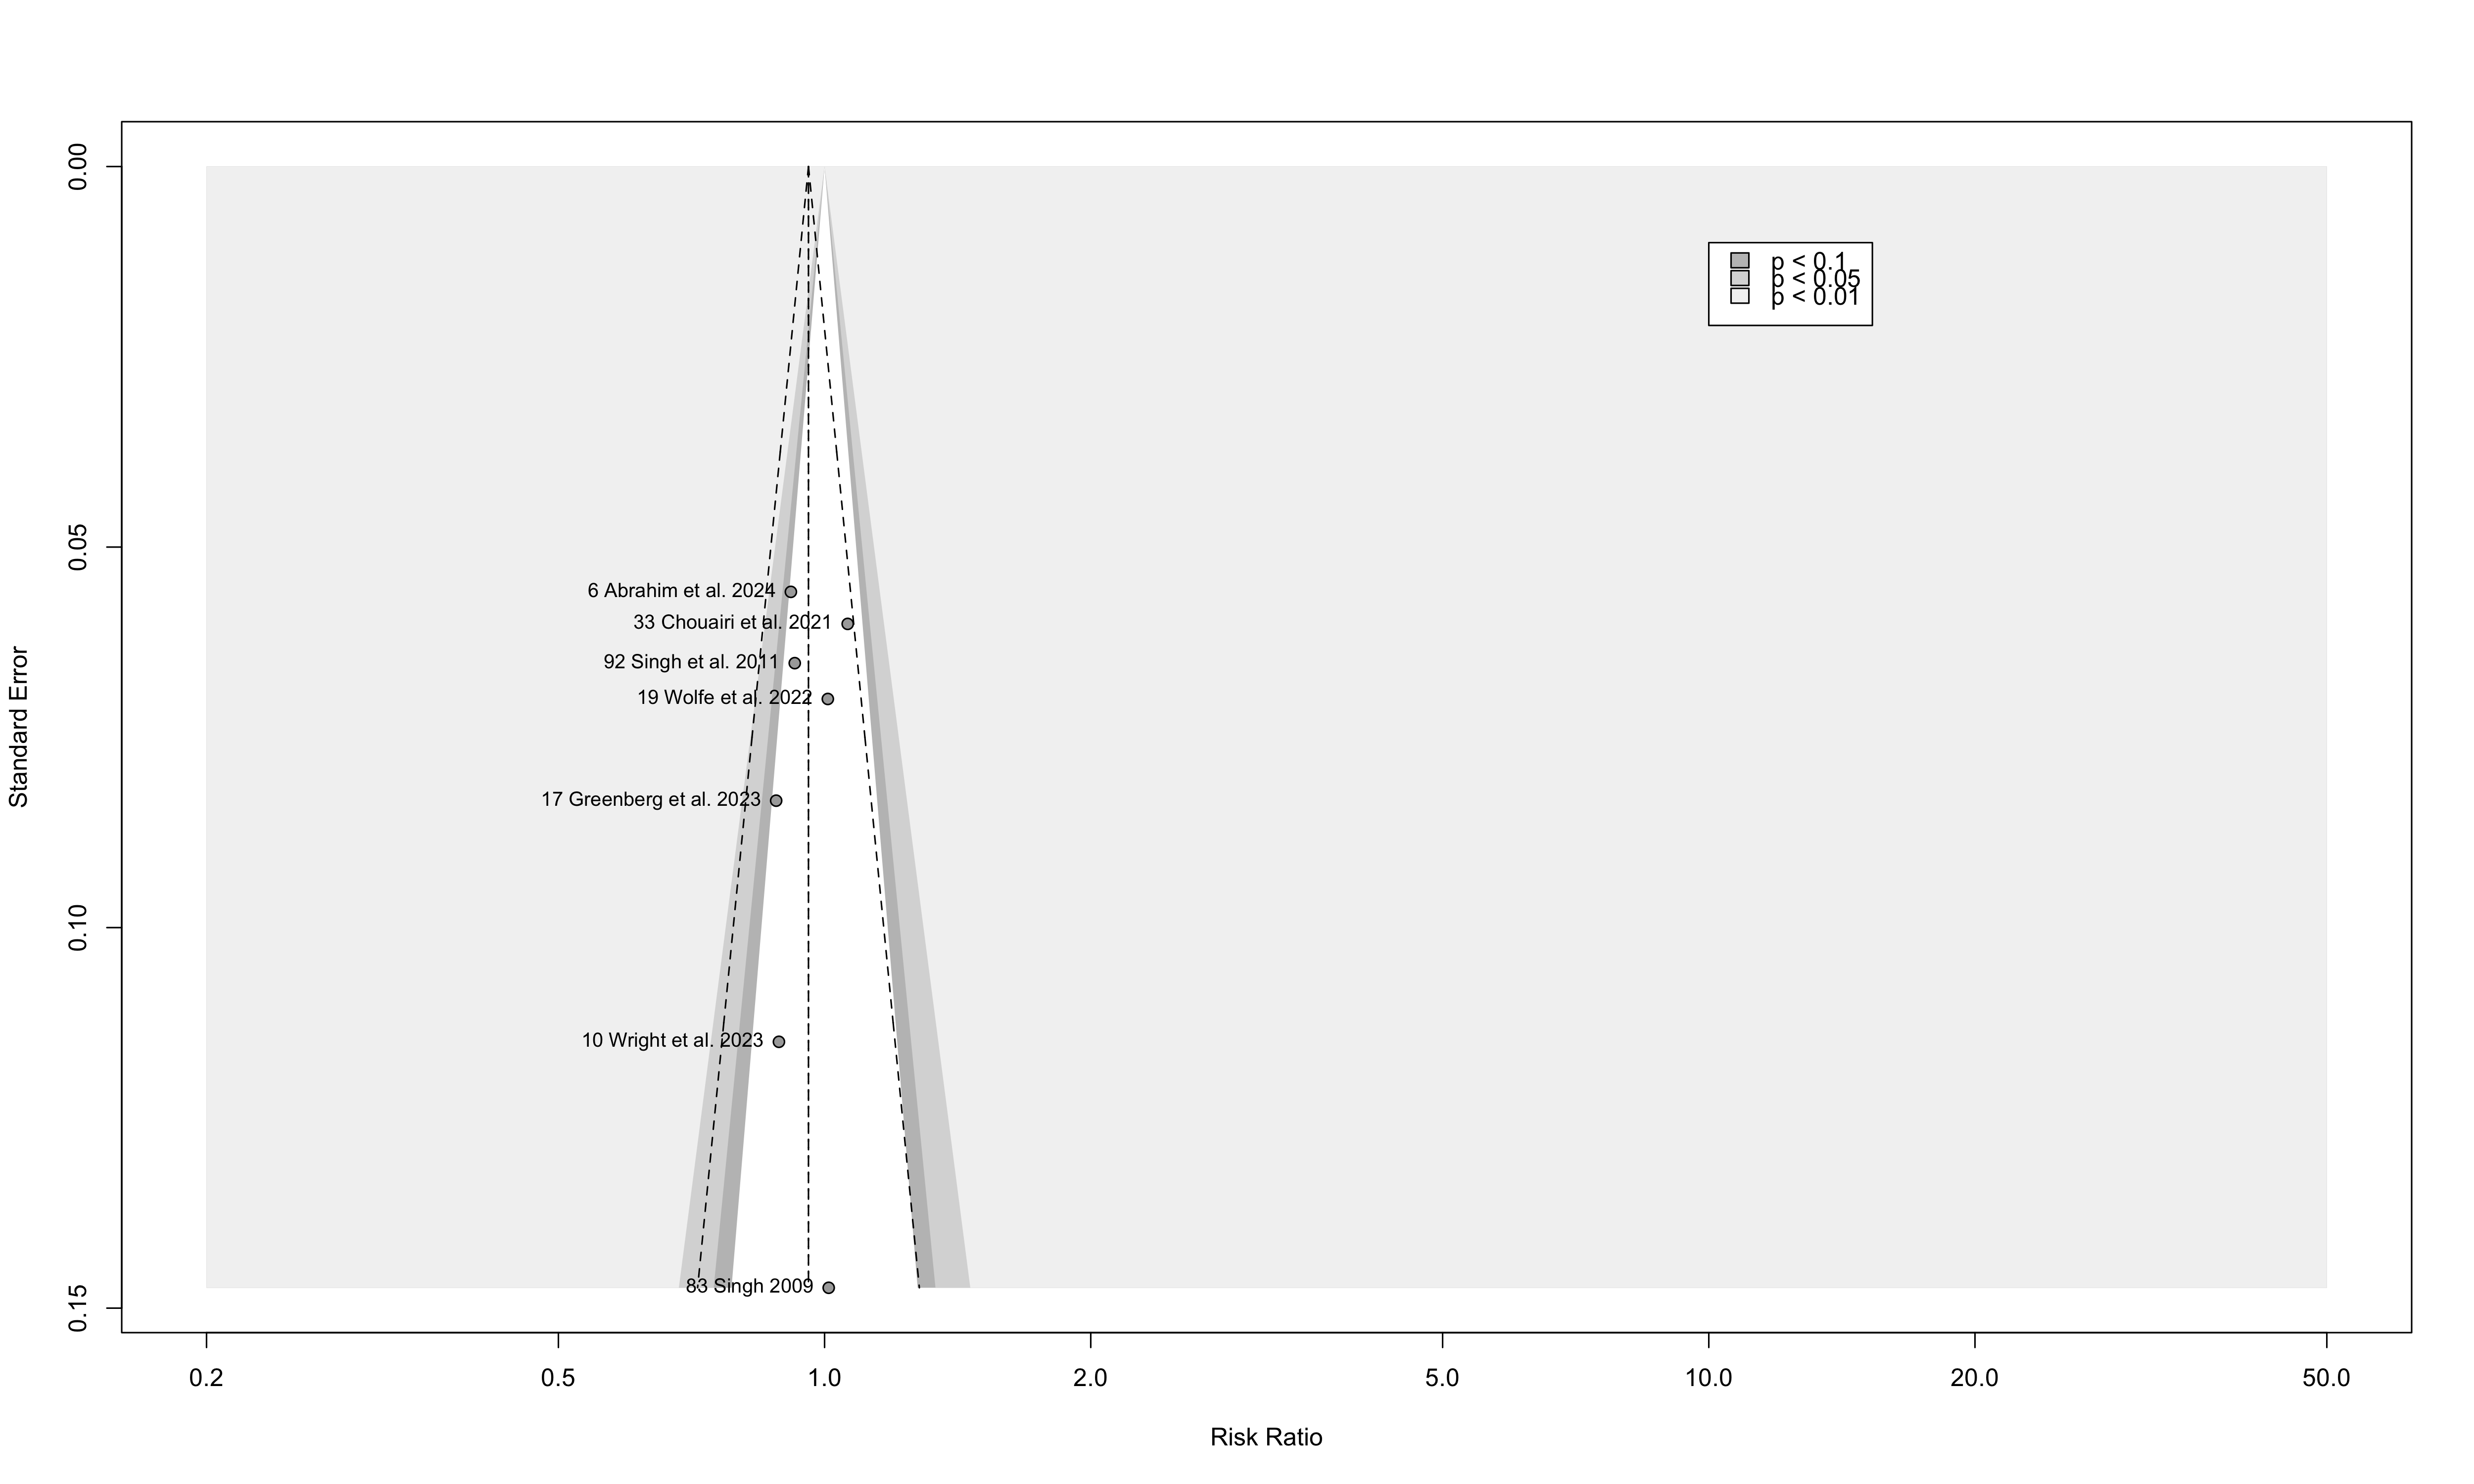 0.00
0.05
0.10
0.15
Standard Error
p < 0.1
p < 0.05
p < 0.01
6 Abrahim et al. 2024
33 Chouairi et al. 2021
92 Singh et al. 2011
19 Wolfe et al. 2022
17 Greenberg et al. 2023
10 Wright et al. 2023
83 Singh 2009
0.2 0.5 1.0 2.0 5.0 10.0 20.0 50.0
Risk Ratio